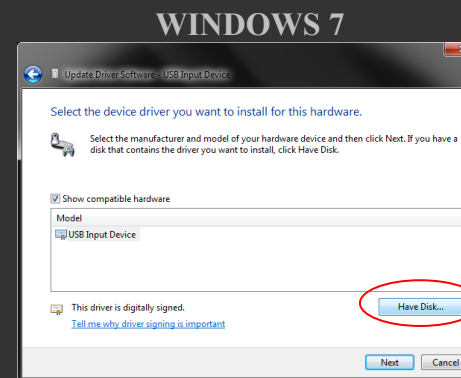 WINDOWS 7
Update Driver Software - USB Input Device
Select the device driver you want to install for this hardware.
Select the manufacturer and model of your hardware device and then click Next. If you have a
disk that contains the driver you want to install, click Have Disk.
Show compatible hardware
Model
USB Input Device
This driver is digitally signed.
Have Disk...
Tell me why driver signing is important
Next
Cancel